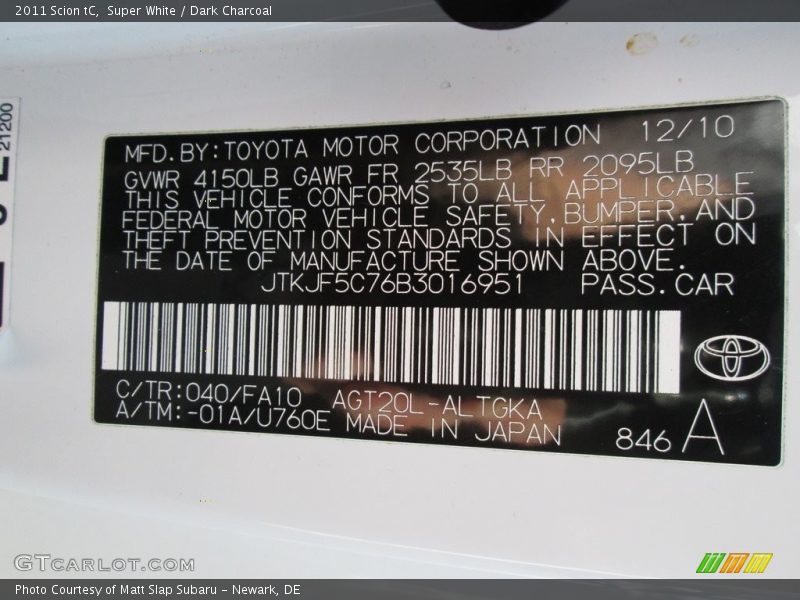 2011 Scion tC,  Super White / Dark Charcoal
21200
MFD.BY:TOYOTA MOTOR CORPORATION 12/10
GVWR 4150LB GAWR FR 2535LB RR 2095LB
THIS VEHICLE CONFORMS TO ALL APPLICABLE
FEDERAL MOTOR VEHICLE SAFETY,BUMPER,AND
THEFT PREVENTION STANDARDS IN EFFECT ON
THE DATE OF MANUFACTURE SHOWN ABOVE.
JTKJF5C76B3016951 PASS.CAR
C/TR:040/FA10 AGT20L-ALTGKA
A/TM:-01A/U760E MADE IN JAPAN 846 A
GTCARLOT.COM
Photo Courtesy of Matt Slap Subaru - Newark, DE